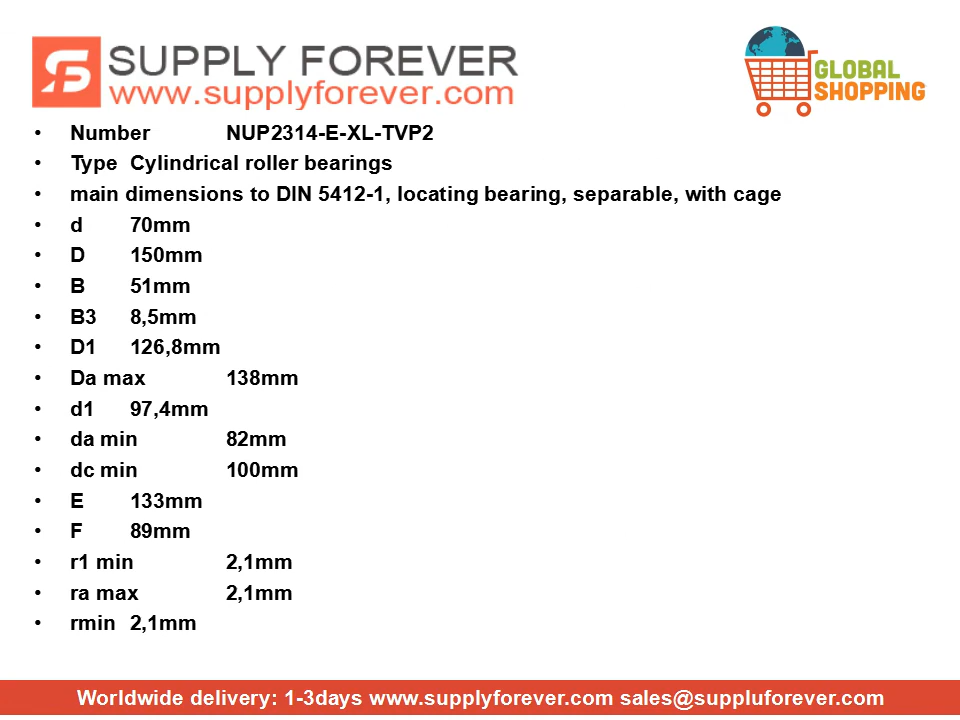 SUPPLY FOREVER
www.supplyforever.com
GLOBAL
SHOPPING
• Number NUP2314-E-XL-TVP2
• Type Cylindrical roller bearings
• main dimensions to DIN 5412-1, locating bearing, separable, with cage
• d 70mm
• D 150mm
• B 51mm
• B3 8,5mm
• D1 126,8mm
• Da max 138mm
• d1 97,4mm
• da min 82mm
• dc min 100mm
• E 133mm
• F 89mm
• r1 min 2,1mm
• ra max 2,1mm
• rmin 2,1mm
Worldwide delivery: 1-3days www.supplyforever.com sales@suppluforever.com